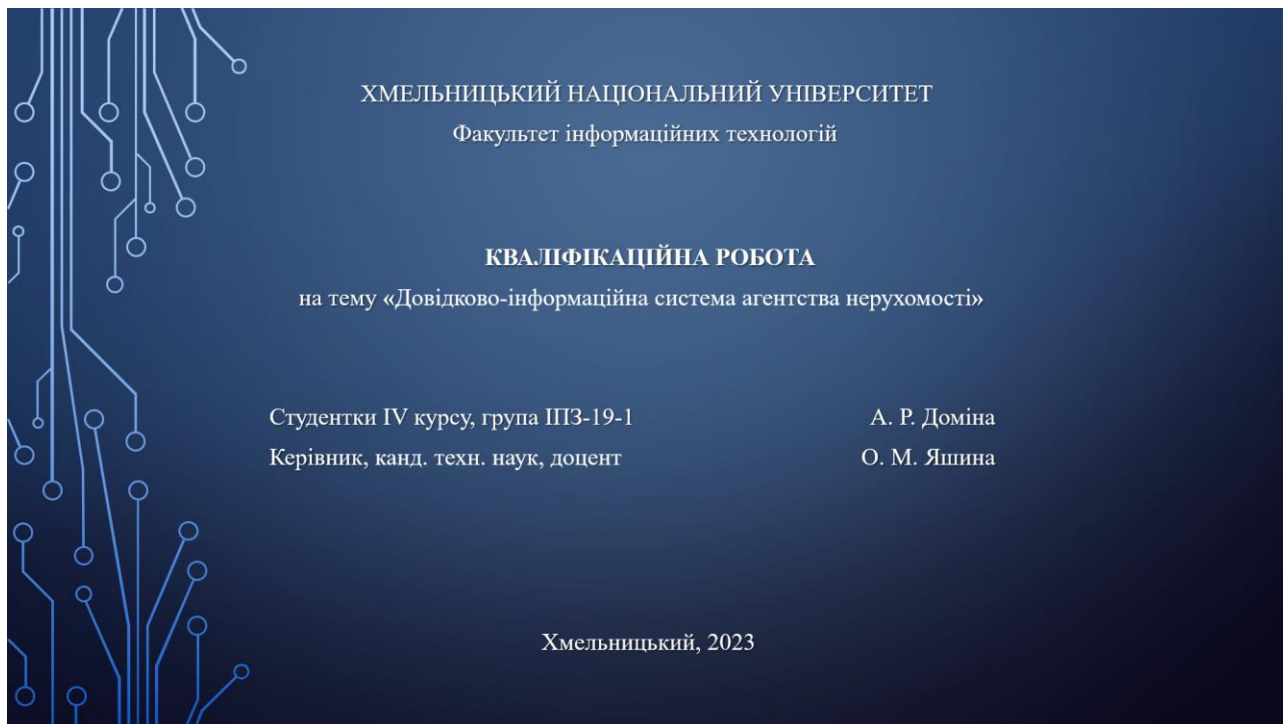 ХМЕЛЬНИЦЬКИЙ НАЦІОНАЛЬНИЙ УНІВЕРСИТЕТ
Факультет інформаційних технологій
КВАЛІФІКАЦІЙНА РОБОТА
на тему «Довідково-інформаційна система агентства нерухомості»
Студентки IV курсу, група ІПЗ-19-1 А. Р. Доміна
Керівник, канд. техн. наук, доцент О. М. Яшина
Хмельницький, 2023